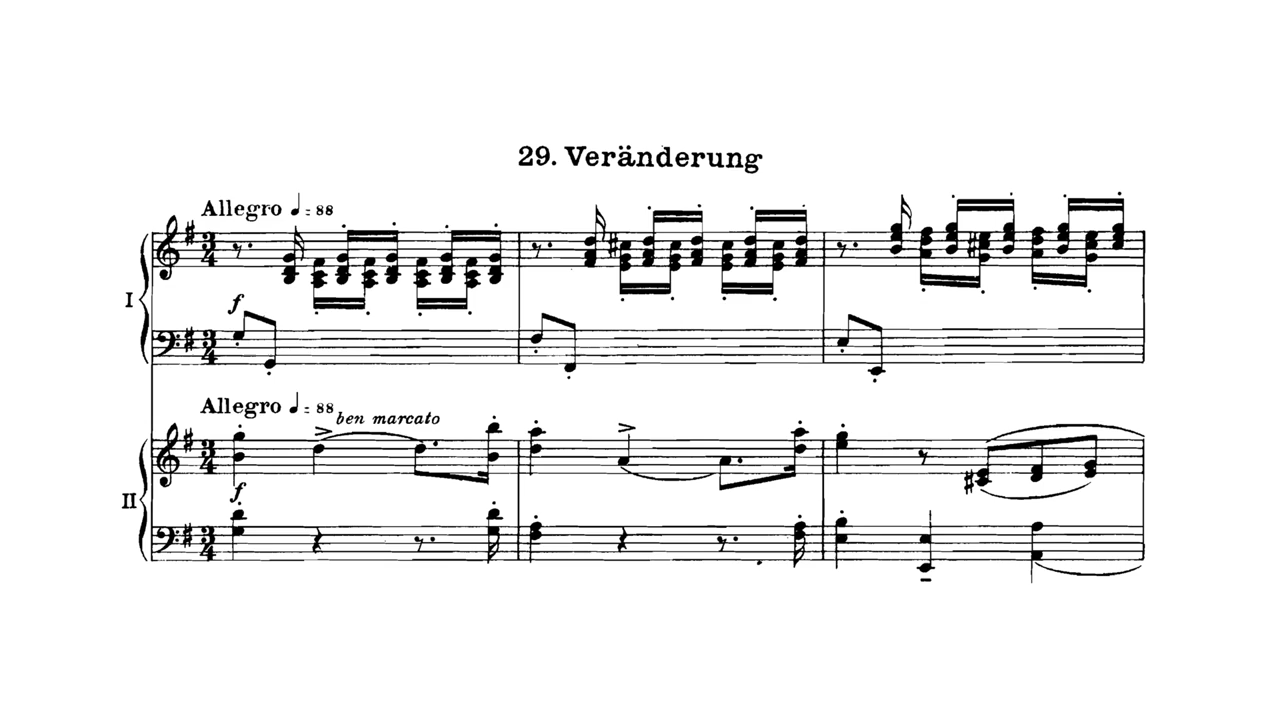 29. Veränderung
Allegro ♩ = 88
I
f
Allegro ♩ = 88
ben marcato
II
f